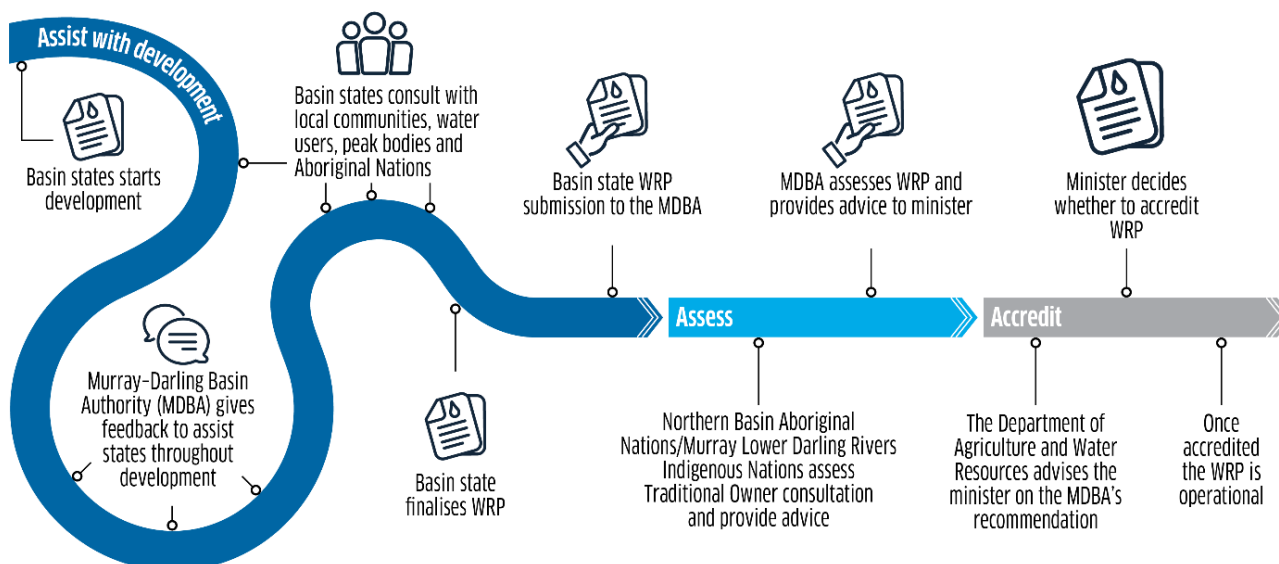 Assist with development
Basin states starts
development
Basin states consult with
local communities, water
users, peak bodies and
Aboriginal Nations
Murray–Darling Basin
Authority (MDBA) gives
feedback to assist
states throughout
development
Basin state
finalises WRP
Basin state WRP
submission to the MDBA
Assess
Northern Basin Aboriginal
Nations/Murray Lower Darling Rivers
Indigenous Nations assess
Traditional Owner consultation
and provide advice
MDBA assesses WRP and
provides advice to minister
Accredit
The Department of
Agriculture and Water
Resources advises the
minister on the MDBA's
recommendation
Minister decides
whether to accredit
WRP
Once
accredited
the WRP is
operational